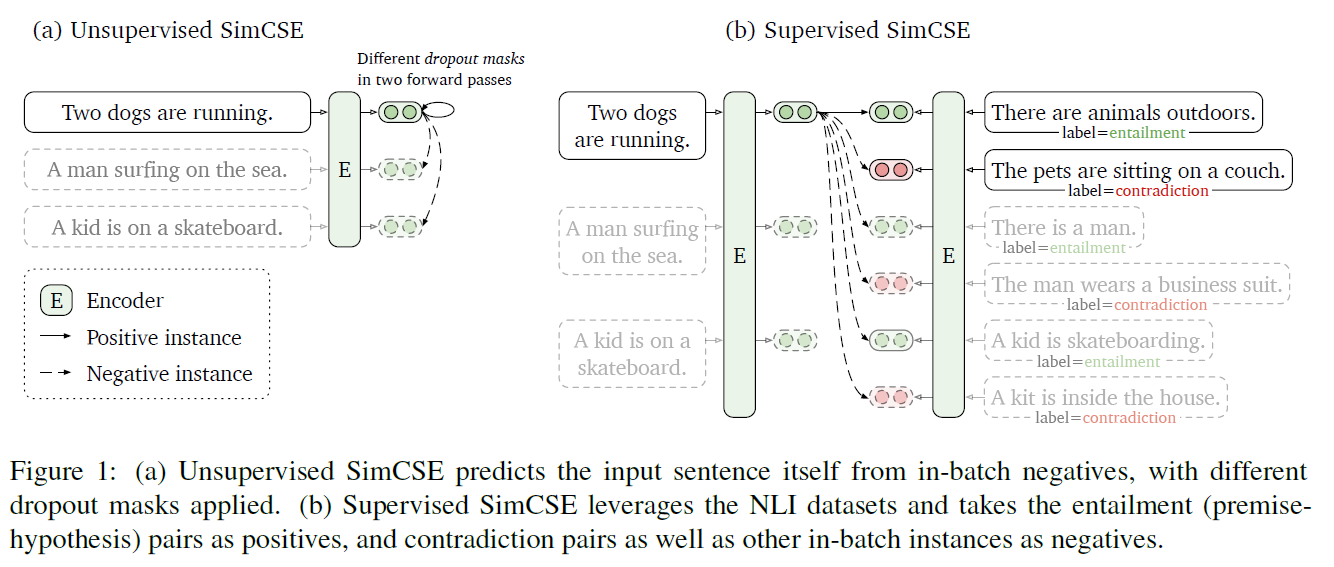 (a) Unsupervised SimCSE
Different dropout masks
in two forward passes
Two dogs are running.
A man surfing on the sea.
A kid is on a skateboard.
E
E Encoder
Positive instance
Negative instance
(b) Supervised SimCSE
Two dogs
are running.
A man surfing
on the sea.
A kid is on a
skateboard.
E
E
There are animals outdoors.
label=entailment
The pets are sitting on a couch.
label=contradiction
There is a man.
label=entailment
The man wears a business suit.
label=contradiction
A kid is skateboarding.
label=entailment
A kit is inside the house.
label=contradiction
Figure 1: (a) Unsupervised SimCSE predicts the input sentence itself from in-batch negatives, with different
dropout masks applied. (b) Supervised SimCSE leverages the NLI datasets and takes the entailment (premise-
hypothesis) pairs as positives, and contradiction pairs as well as other in-batch instances as negatives.